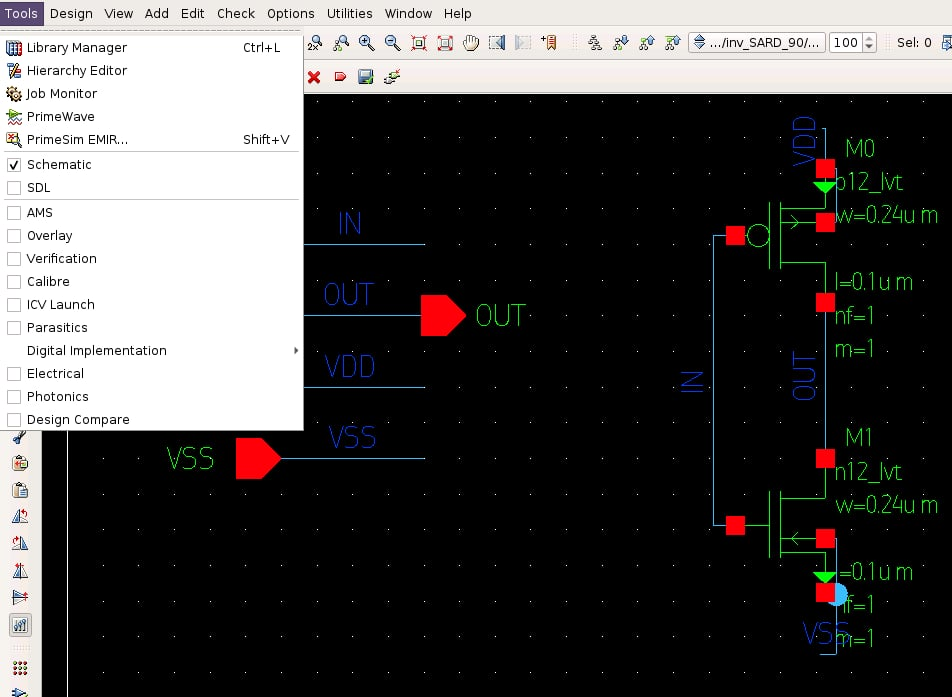 Tools Design View Add Edit Check Options Utilities Window Help
Library Manager Ctrl+L
Hierarchy Editor
Job Monitor
PrimeWave
PrimeSim EMIR... Shift+V
Schematic
SDL
AMS
Overlay
Verification
Calibre
ICV Launch
Parasitics
Digital Implementation
Electrical
Photonics
Design Compare
.../inv_SARD_90/... 100 Sel: 0
IN
OUT
OUT
VDD
VSS
VSS
VDD
M0
p12_lvt
w=0.24u m
l=0.1u m
nf=1
m=1
IN
OUT
M1
n12_lvt
w=0.24u m
=0.1u m
nf=1
VSS
m=1